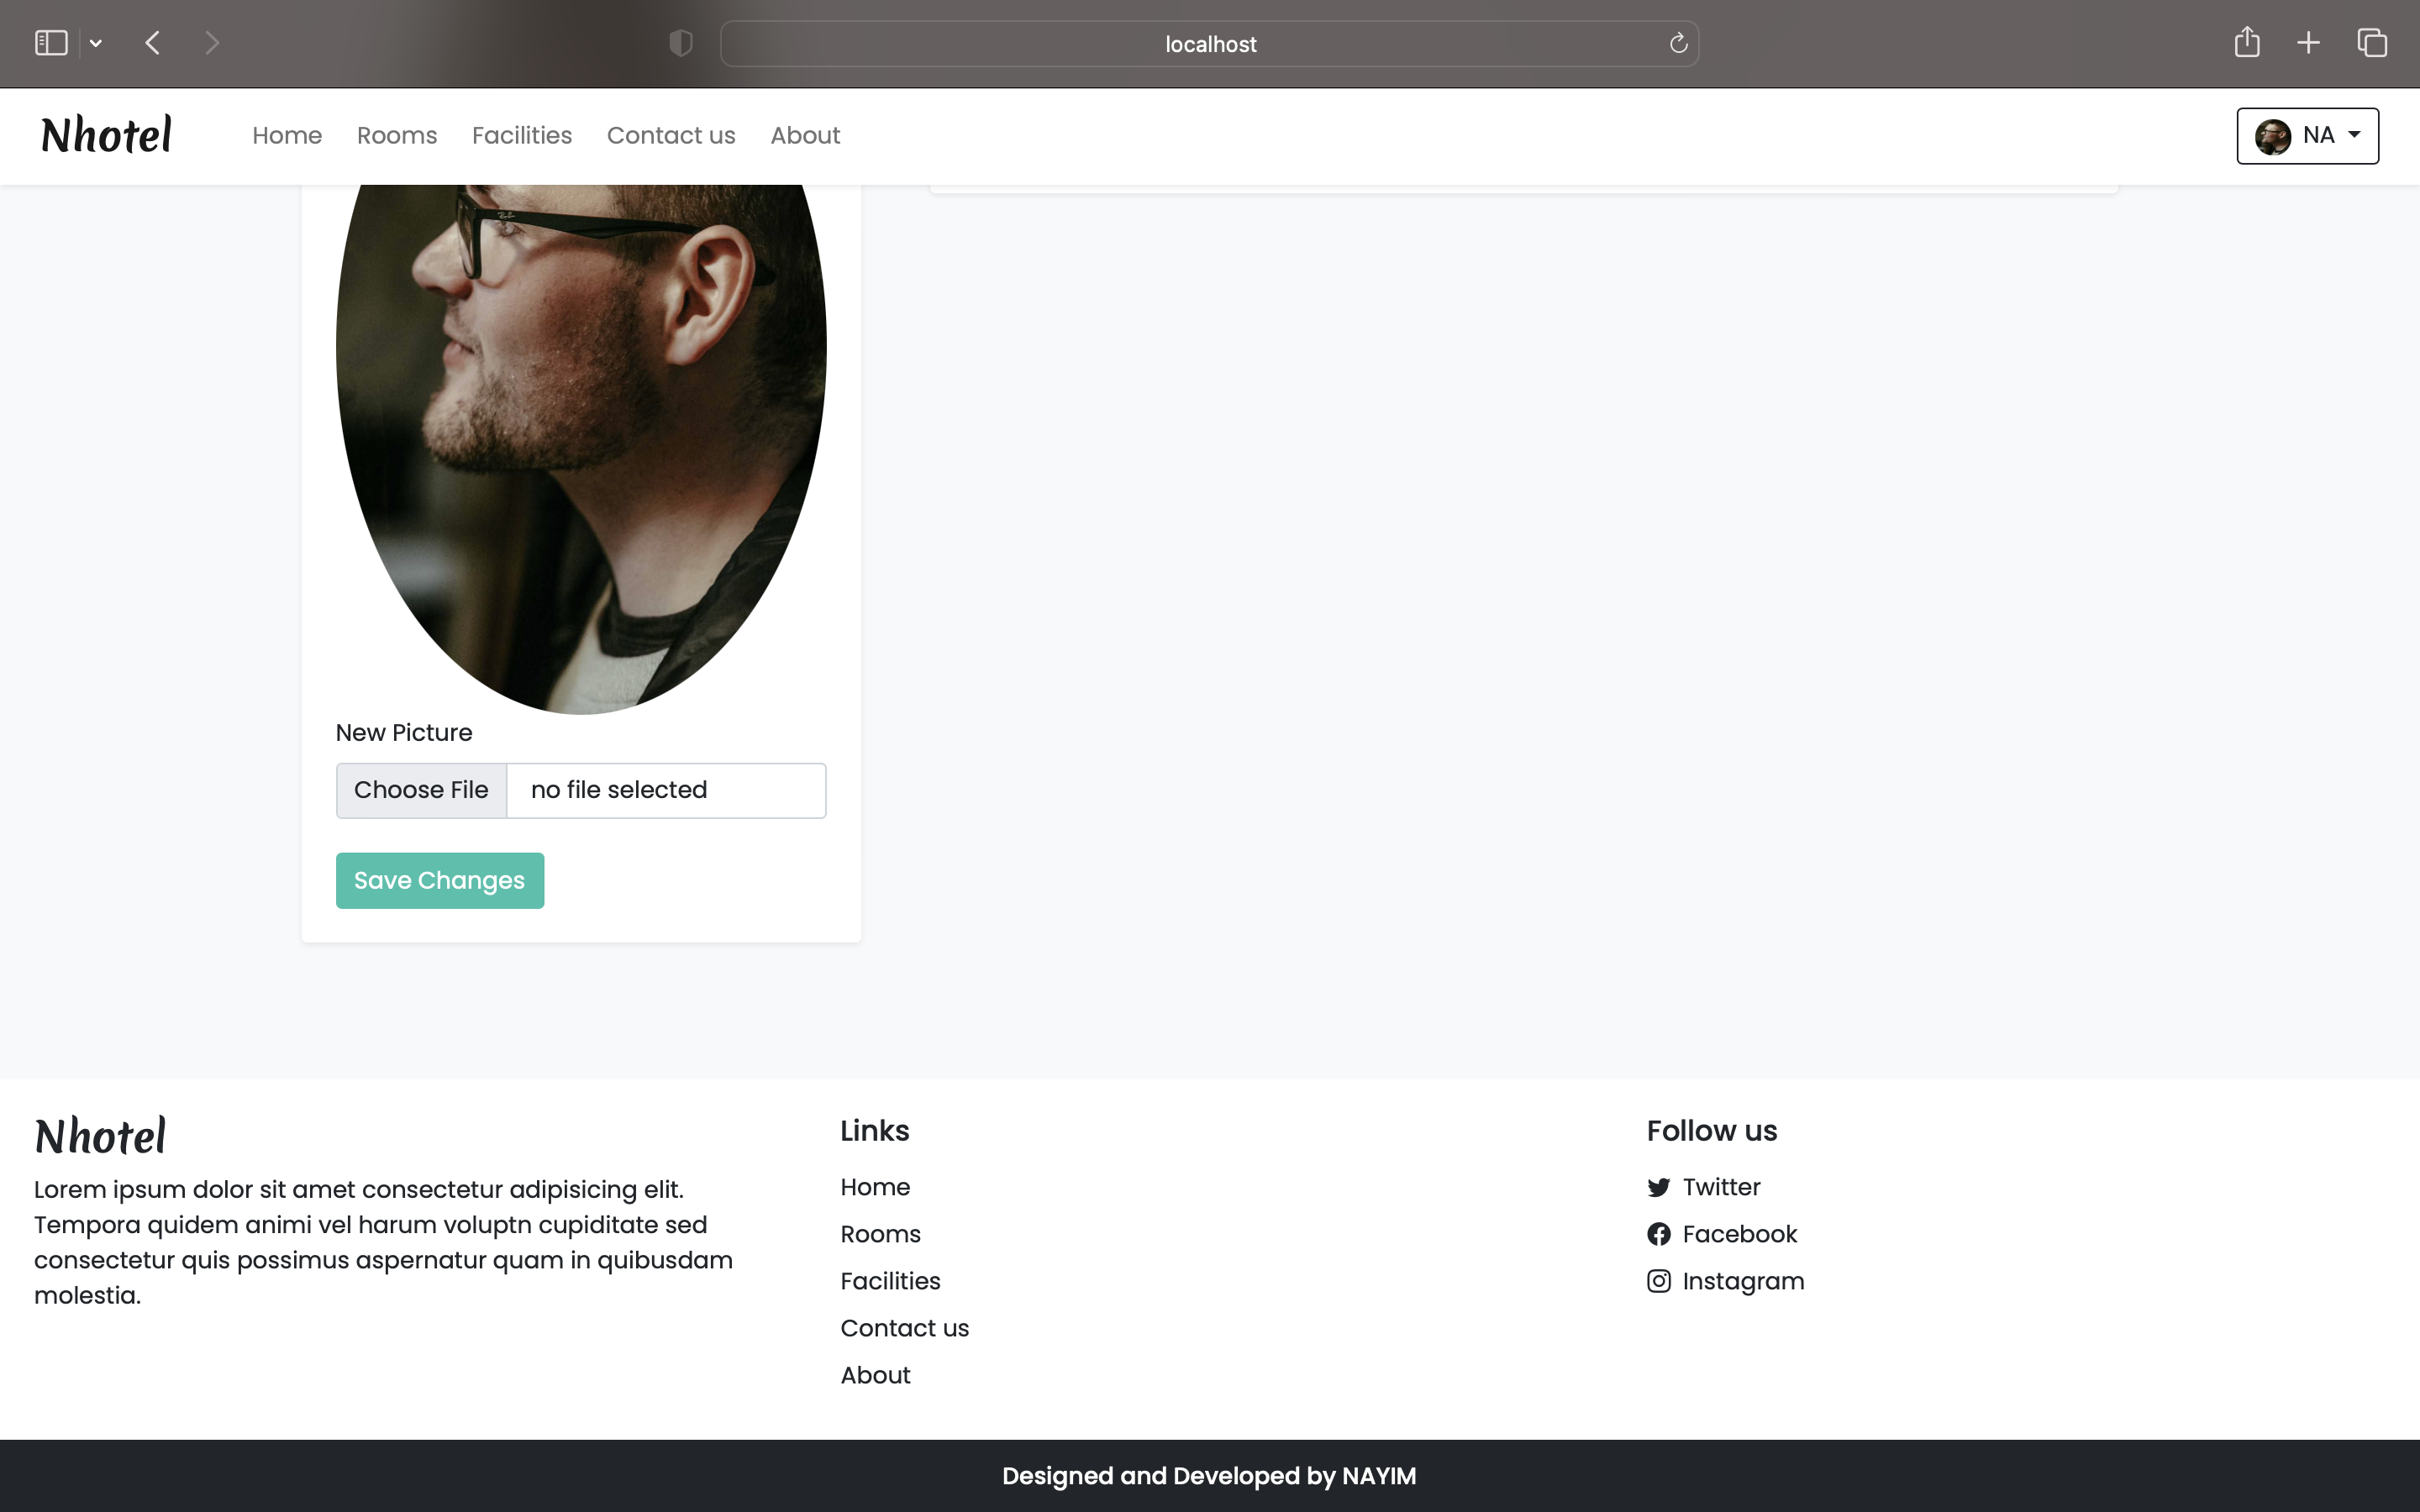 localhost
Nhotel
Home Rooms Facilities Contact us About
NA
Ray-Ban
New Picture
Choose File no file selected
Save Changes
Nhotel
Lorem ipsum dolor sit amet consectetur adipisicing elit.
Tempora quidem animi vel harum voluptn cupiditate sed
consectetur quis possimus aspernatur quam in quibusdam
molestia.
Links
Home
Rooms
Facilities
Contact us
About
Follow us
Twitter
Facebook
Instagram
Designed and Developed by NAYIM